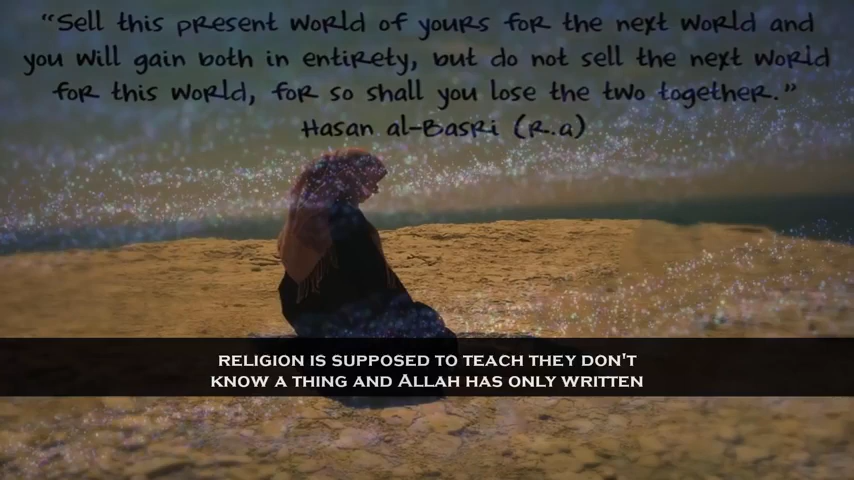 “Sell this present world of yours for the next world and
you will gain both in entirety, but do not sell the next world
for this world, for so shall you lose the two together.”
Hasan al-Basri (r.a)
RELIGION IS SUPPOSED TO TEACH THEY DON'T
KNOW A THING AND ALLAH HAS ONLY WRITTEN